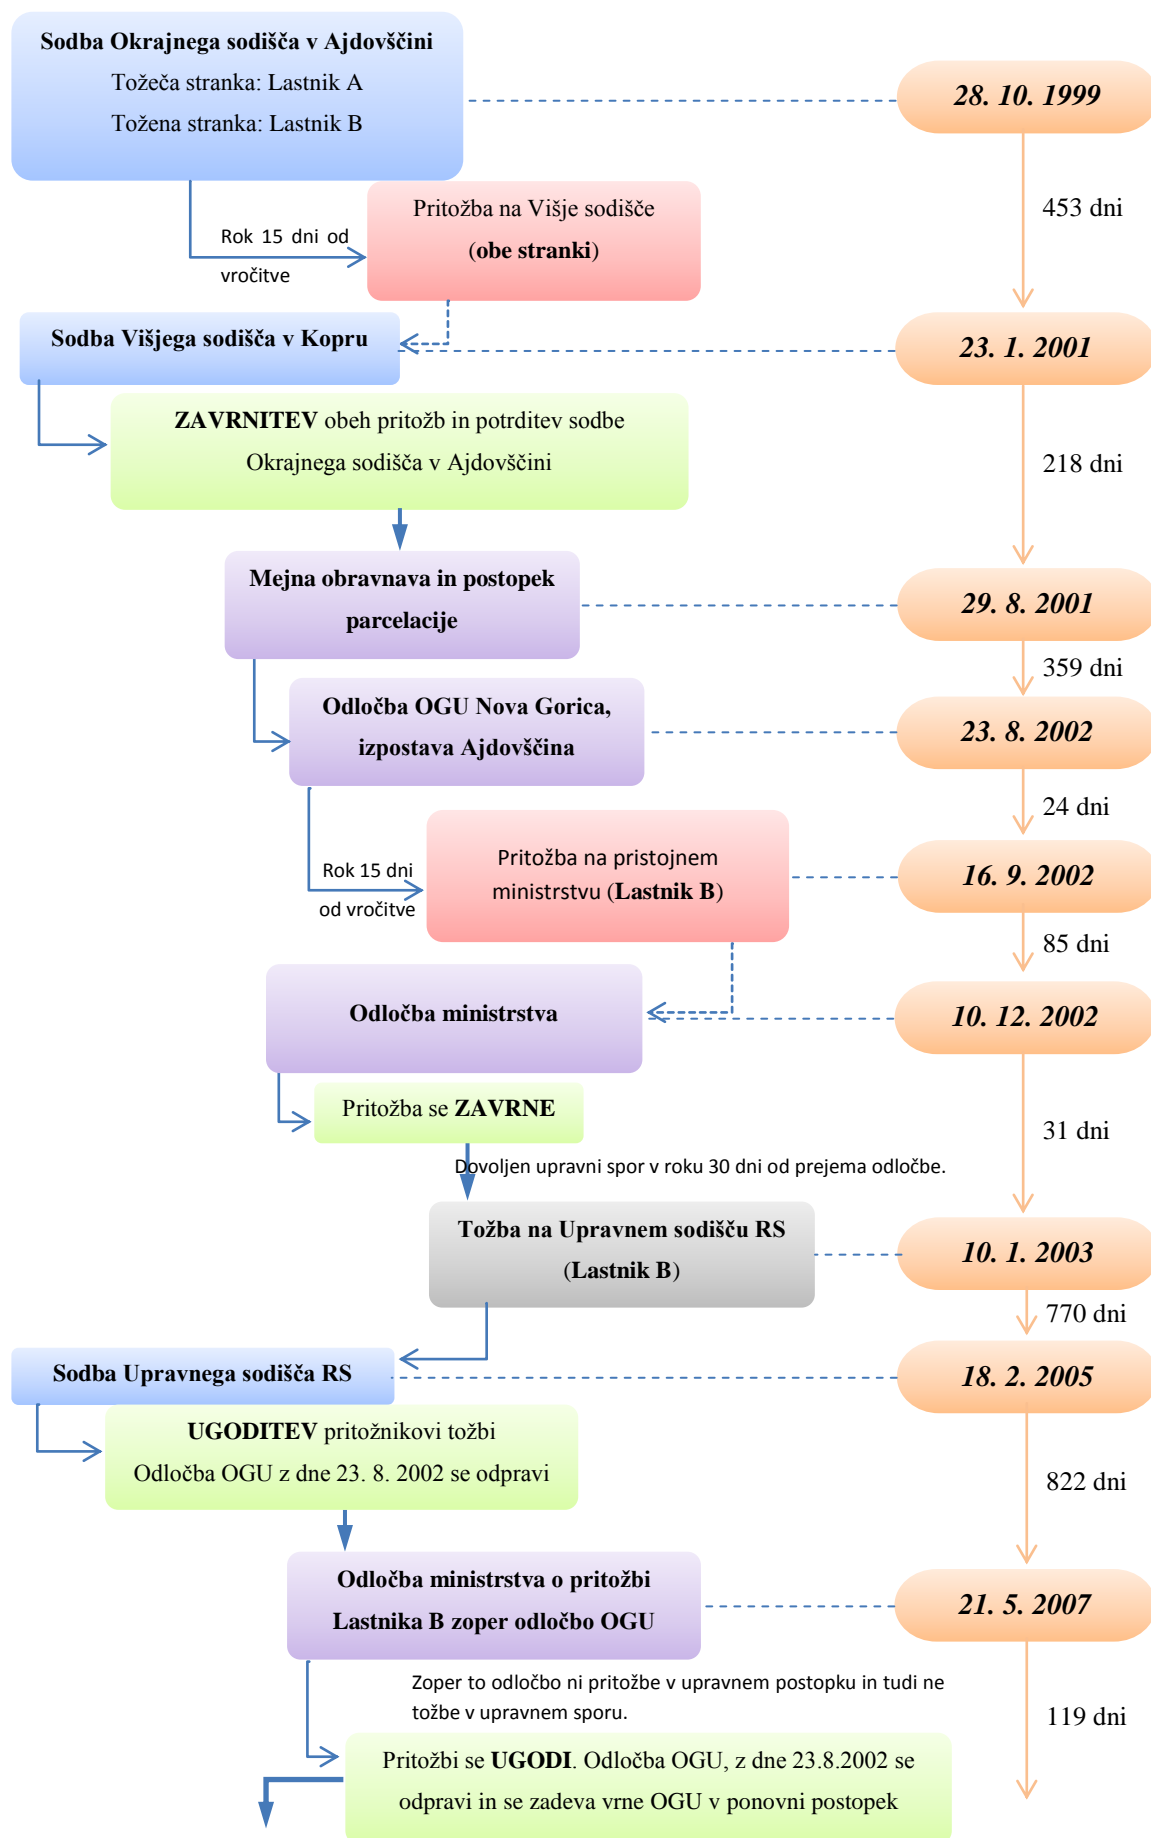 Sodba Okrajnega sodišča v Ajdovščini
Tožeča stranka: Lastnik A
Tožena stranka: Lastnik B
28. 10. 1999
453 dni
Rok 15 dni od
vročitve
Pritožba na Višje sodišče
(obe stranki)
Sodba Višjega sodišča v Kopru
23. 1. 2001
ZAVRNITEV obeh pritožb in potrditev sodbe
Okrajnega sodišča v Ajdovščini
218 dni
Mejna obravnava in postopek
parcelacije
29. 8. 2001
359 dni
Odločba OGU Nova Gorica,
izpostava Ajdovščina
23. 8. 2002
24 dni
Rok 15 dni
od vročitve
Pritožba na pristojnem
ministrstvu (Lastnik B)
16. 9. 2002
85 dni
Odločba ministrstva
10. 12. 2002
Pritožba se ZAVRNE
31 dni
Dovoljen upravni spor v roku 30 dni od prejema odločbe.
Tožba na Upravnem sodišču RS
(Lastnik B)
10. 1. 2003
770 dni
Sodba Upravnega sodišča RS
18. 2. 2005
UGODITEV pritožnikovi tožbi
Odločba OGU z dne 23. 8. 2002 se odpravi
822 dni
Odločba ministrstva o pritožbi
Lastnika B zoper odločbo OGU
21. 5. 2007
Zoper to odločbo ni pritožbe v upravnem postopku in tudi ne
tožbe v upravnem sporu.
119 dni
Pritožbi se UGODI. Odločba OGU, z dne 23.8.2002 se
odpravi in se zadeva vrne OGU v ponovni postopek